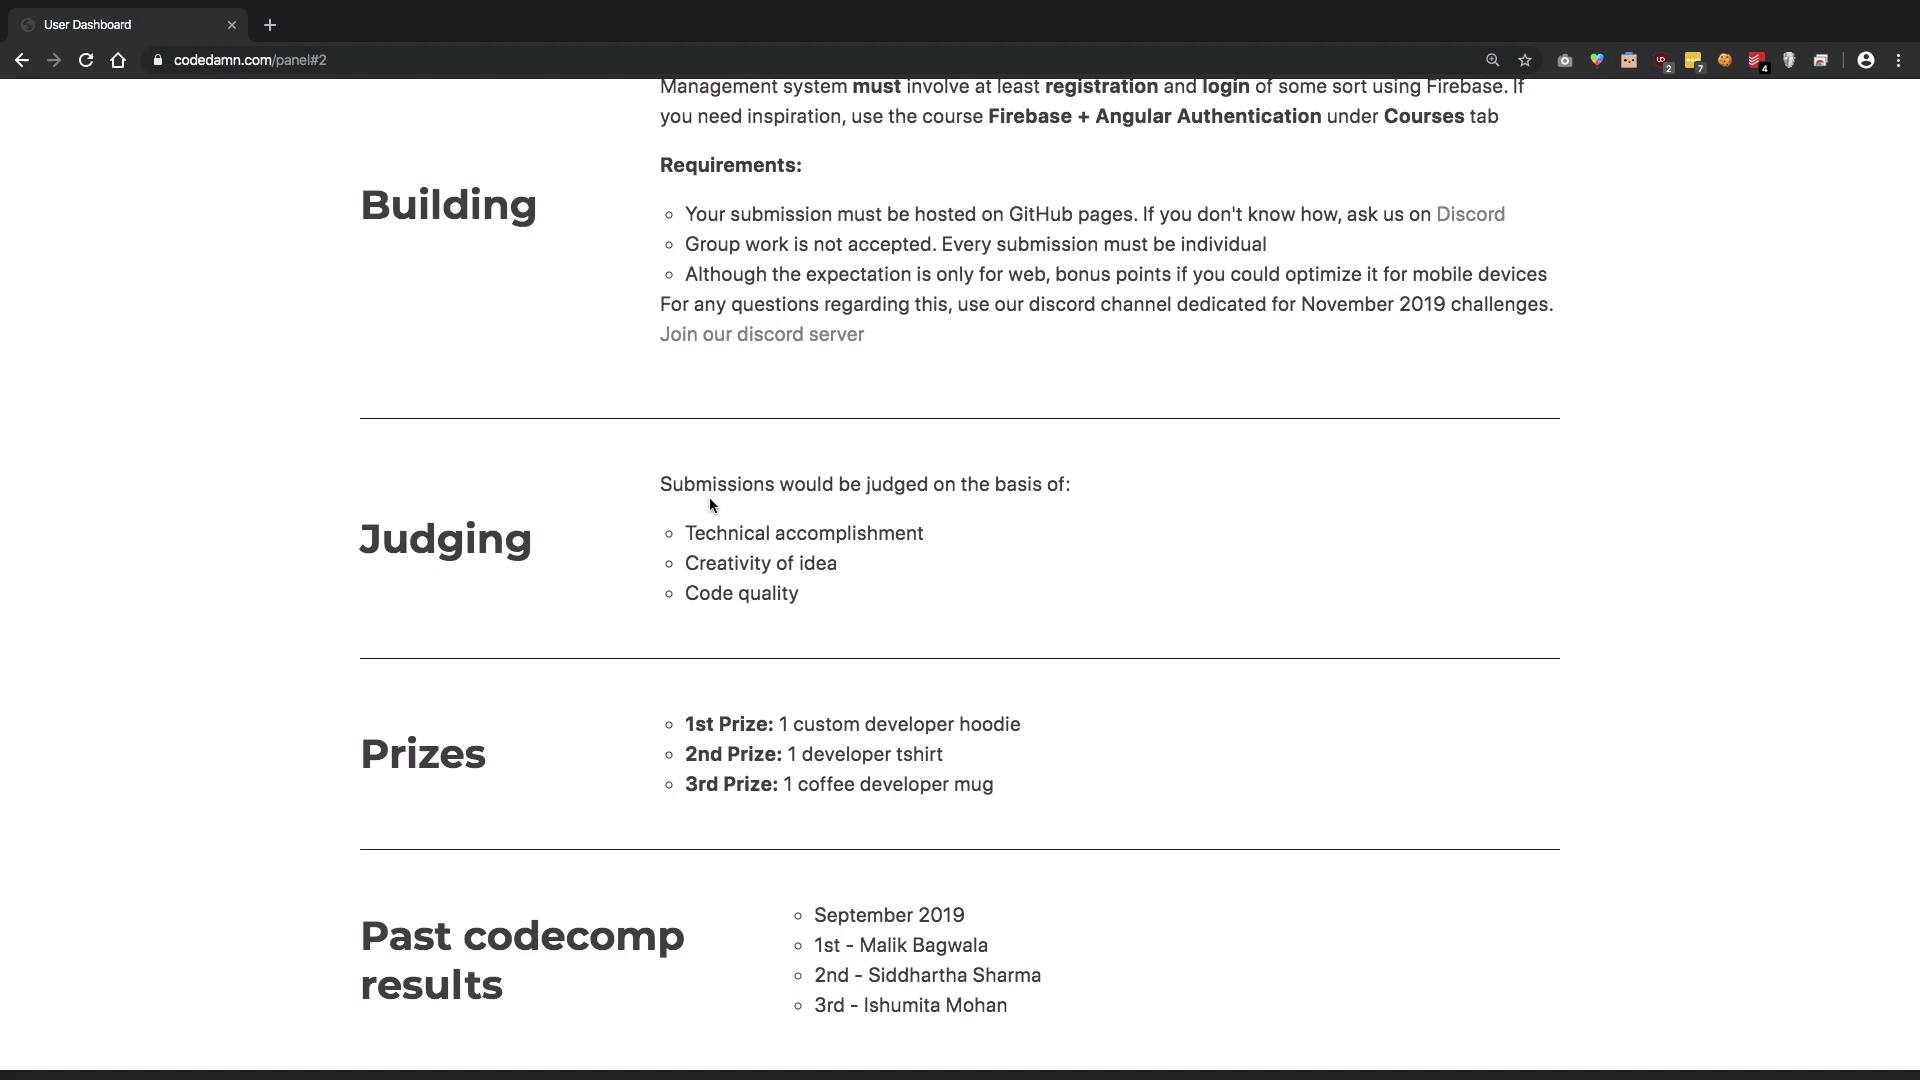 User Dashboard
codedamn.com/panel#2
2
7
4
Management system must involve at least registration and login of some sort using Firebase. If
you need inspiration, use the course Firebase + Angular Authentication under Courses tab
Building
Requirements:
Your submission must be hosted on GitHub pages. If you don't know how, ask us on Discord
Group work is not accepted. Every submission must be individual
Although the expectation is only for web, bonus points if you could optimize it for mobile devices
For any questions regarding this, use our discord channel dedicated for November 2019 challenges.
Join our discord server
Judging
Submissions would be judged on the basis of:
Technical accomplishment
Creativity of idea
Code quality
Prizes
1st Prize: 1 custom developer hoodie
2nd Prize: 1 developer tshirt
3rd Prize: 1 coffee developer mug
Past codecomp
results
September 2019
1st - Malik Bagwala
2nd - Siddhartha Sharma
3rd - Ishumita Mohan